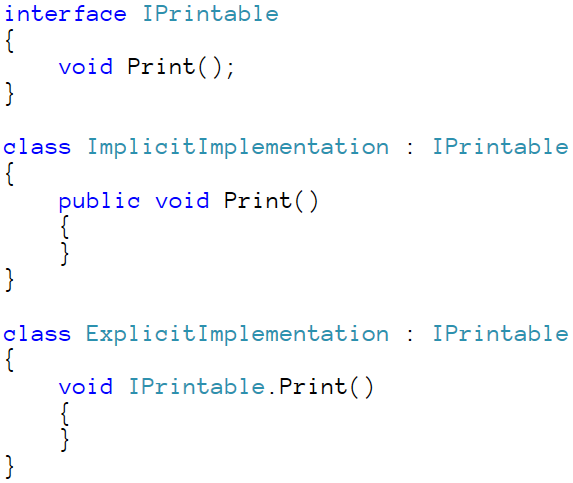 interface IPrintable
{
    void Print();
}

class ImplicitImplementation : IPrintable
{
    public void Print()
    {
    }
}

class ExplicitImplementation : IPrintable
{
    void IPrintable.Print()
    {
    }
}